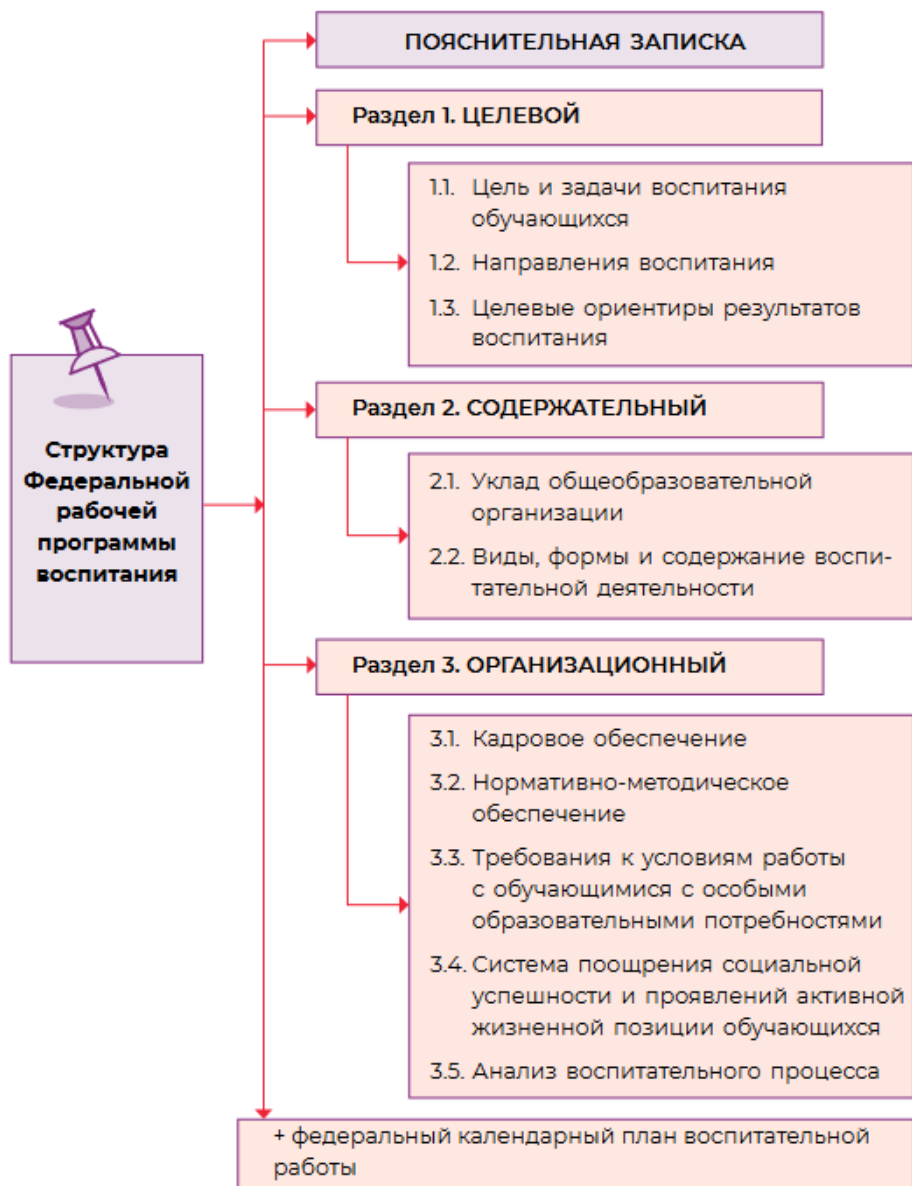 ПОЯСНИТЕЛЬНАЯ ЗАПИСКА
Раздел 1. ЦЕЛЕВОЙ
1.1. Цель и задачи воспитания
обучающихся
1.2. Направления воспитания
1.3. Целевые ориентиры результатов
воспитания
Структура
Федеральной
рабочей
программы
воспитания
Раздел 2. СОДЕРЖАТЕЛЬНЫЙ
2.1. Уклад общеобразовательной
организации
2.2. Виды, формы и содержание воспи-
тательной деятельности
Раздел 3. ОРГАНИЗАЦИОННЫЙ
3.1. Кадровое обеспечение
3.2. Нормативно-методическое
обеспечение
3.3. Требования к условиям работы
с обучающимися с особыми
образовательными потребностями
3.4. Система поощрения социальной
успешности и проявлений активной
жизненной позиции обучающихся
3.5. Анализ воспитательного процесса
+ федеральный календарный план воспитательной
работы